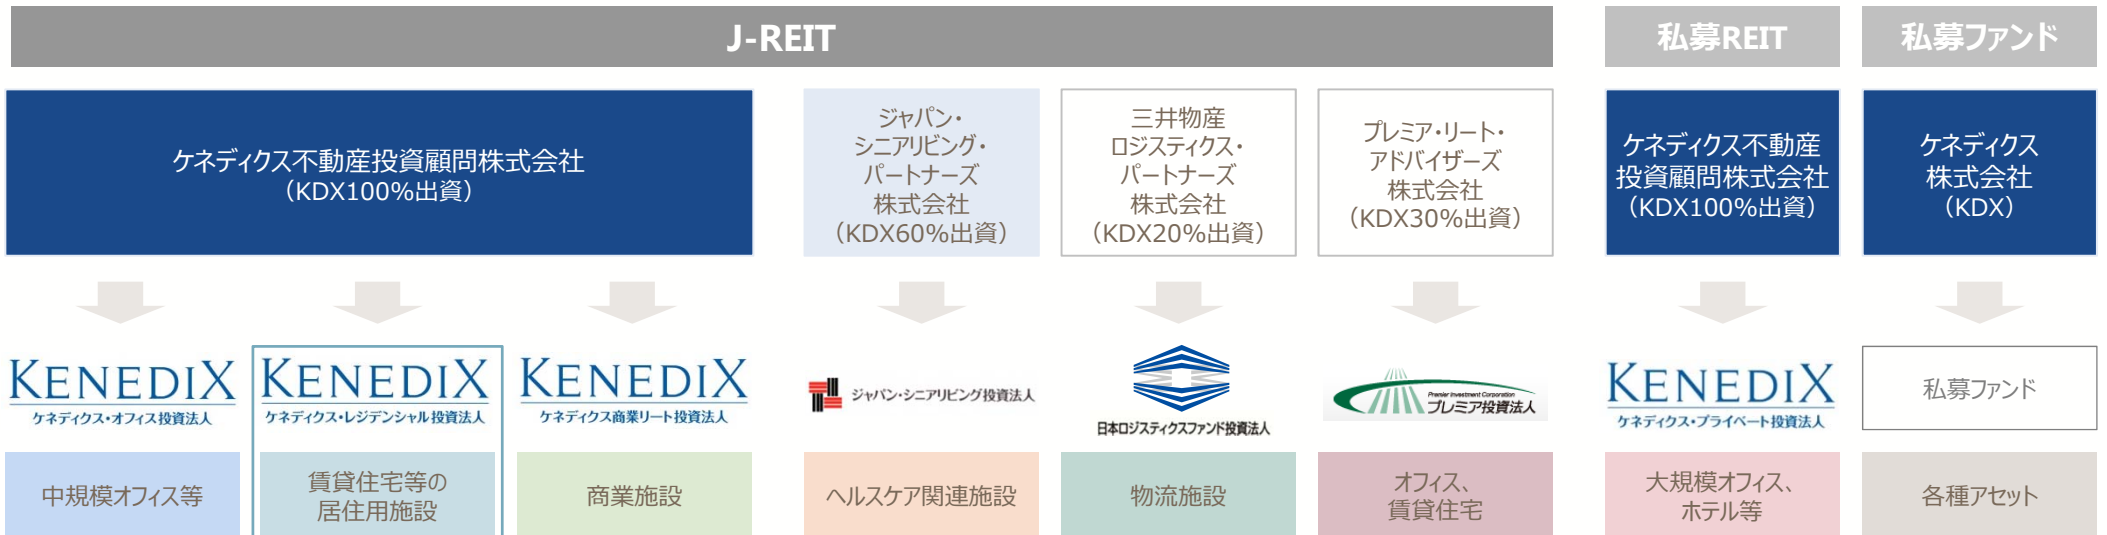 J-REIT
私募REIT
私募ファンド
ケネディクス不動産投資顧問株式会社
（KDX100%出資）
ジャパン・
シニアリビング・
パートナーズ
株式会社
（KDX60%出資）
三井物産
ロジスティクス・
パートナーズ
株式会社
（KDX20%出資）
プレミア・リート・
アドバイザーズ
株式会社
（KDX30%出資）
ケネディクス不動産
投資顧問株式会社
（KDX100%出資）
ケネディクス
株式会社
（KDX）
KENEDIX
ケネディクス・オフィス投資法人
KENEDIX
ケネディクス・レジデンシャル投資法人
KENEDIX
ケネディクス商業リート投資法人
ジャパン・シニアリビング投資法人
日本ロジスティクスファンド投資法人
Premier Investment Corporation
プレミア投資法人
KENEDIX
ケネディクス・プライベート投資法人
私募ファンド
中規模オフィス等
賃貸住宅等の
居住用施設
商業施設
ヘルスケア関連施設
物流施設
オフィス、
賃貸住宅
大規模オフィス、
ホテル等
各種アセット